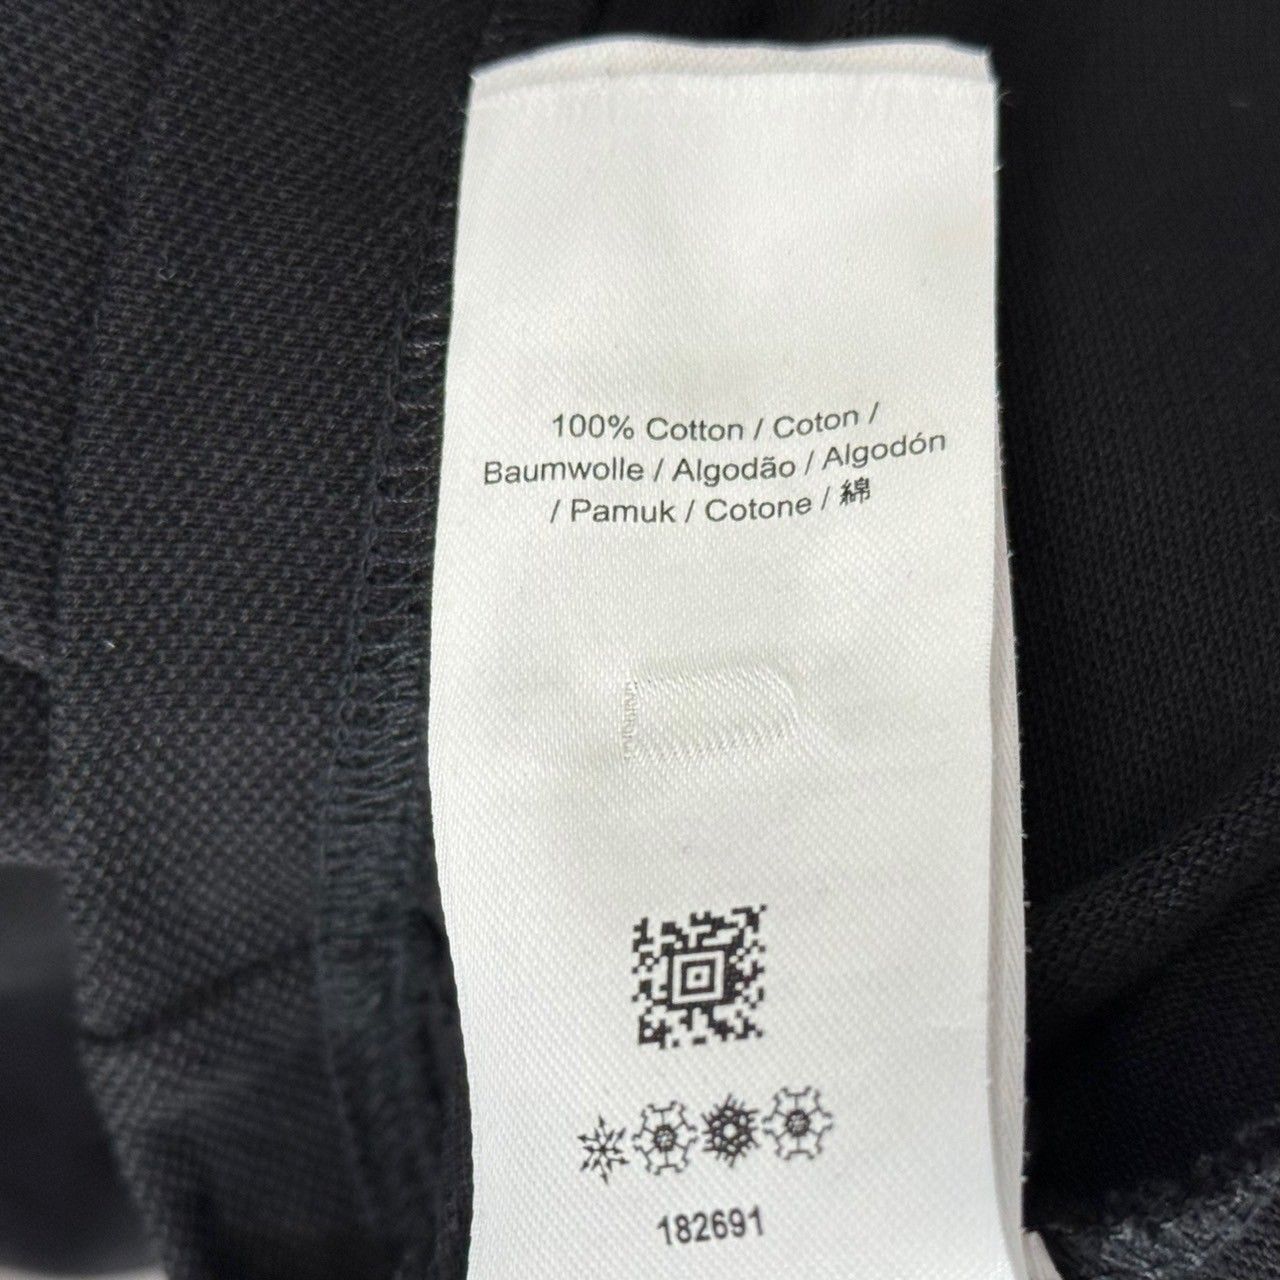 100% Cotton / Coton /
Baumwolle / Algodão / Algodón
/ Pamuk / Cotone / 綿
182691